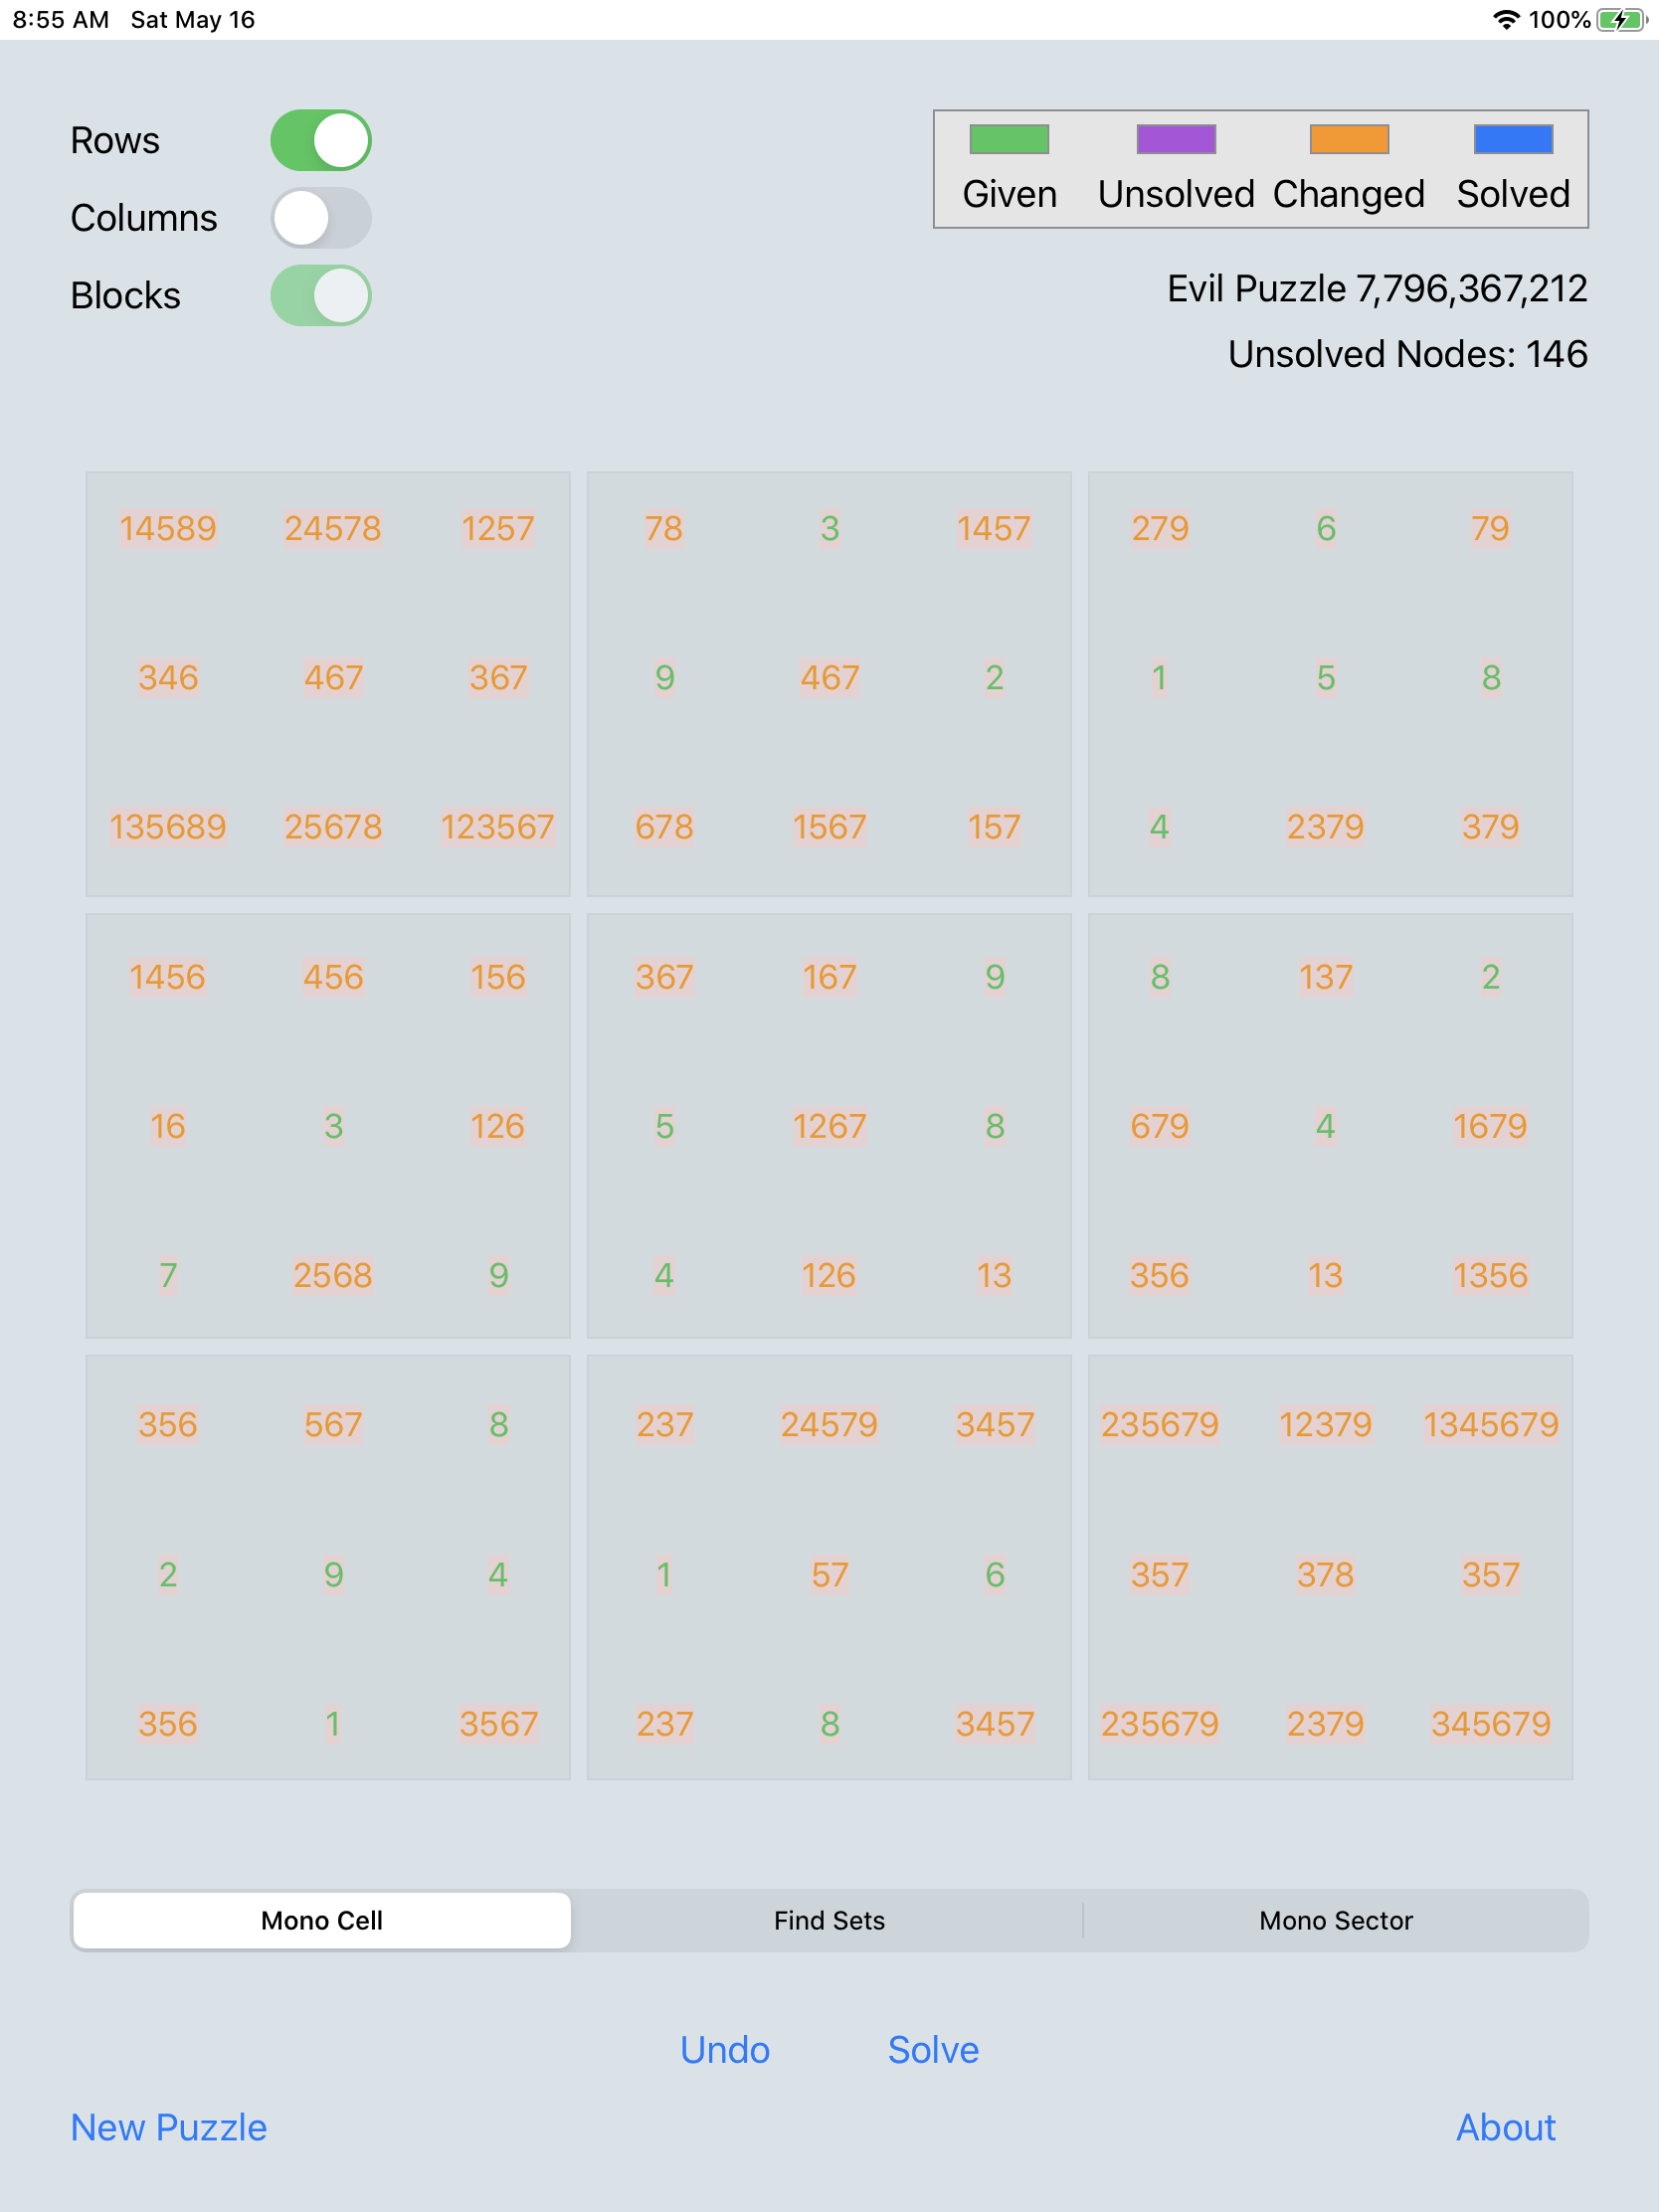 8:55 AM Sat May 16 100%
Rows
Columns
Blocks
Given Unsolved Changed Solved
Evil Puzzle 7,796,367,212
Unsolved Nodes: 146
14589 24578 1257 78 3 1457 279 6 79
346 467 367 9 467 2 1 5 8
135689 25678 123567 678 1567 157 4 2379 379
1456 456 156 367 167 9 8 137 2
16 3 126 5 1267 8 679 4 1679
7 2568 9 4 126 13 356 13 1356
356 567 8 237 24579 3457 235679 12379 1345679
2 9 4 1 57 6 357 378 357
356 1 3567 237 8 3457 235679 2379 345679
Mono Cell Find Sets Mono Sector
Undo Solve
New Puzzle About